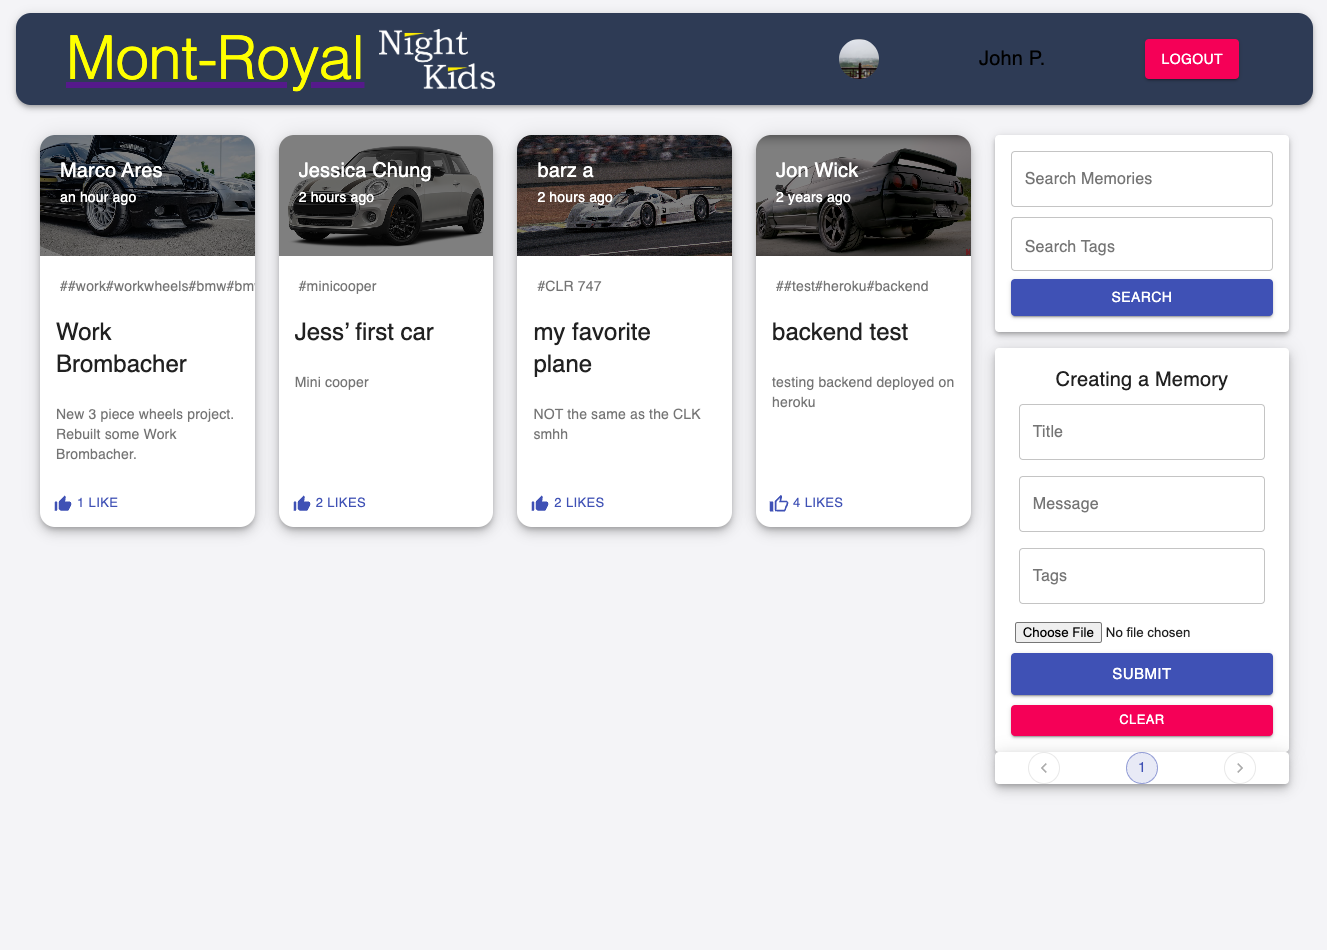 Mont-Royal
Night
Kids
John P.
LOGOUT
Marco Ares
an hour ago
##work#workwheels#bmw#bm
Work
Brombacher
New 3 piece wheels project.
Rebuilt some Work
Brombacher.
1 LIKE
Jessica Chung
2 hours ago
#minicooper
Jess’ first car
Mini cooper
2 LIKES
barz a
2 hours ago
#CLR 747
my favorite
plane
NOT the same as the CLK
smhh
2 LIKES
Jon Wick
2 years ago
##test#heroku#backend
backend test
testing backend deployed on
heroku
4 LIKES
Search Memories
Search Tags
SEARCH
Creating a Memory
Title
Message
Tags
Choose File No file chosen
SUBMIT
CLEAR
1